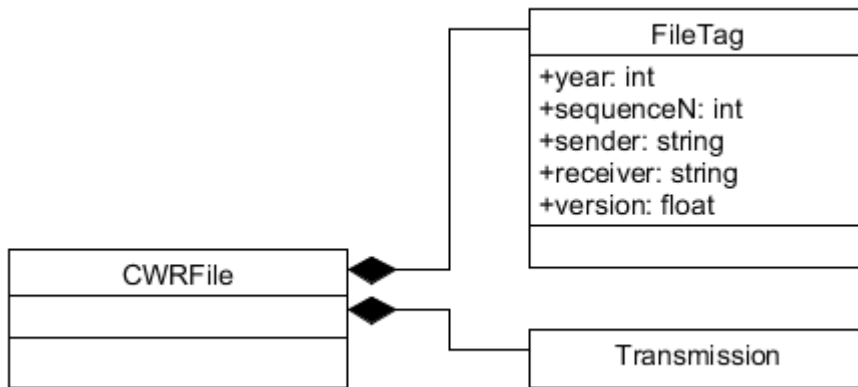 FileTag
+year: int
+sequenceN: int
+sender: string
+receiver: string
+version: float
CWRFile
Transmission